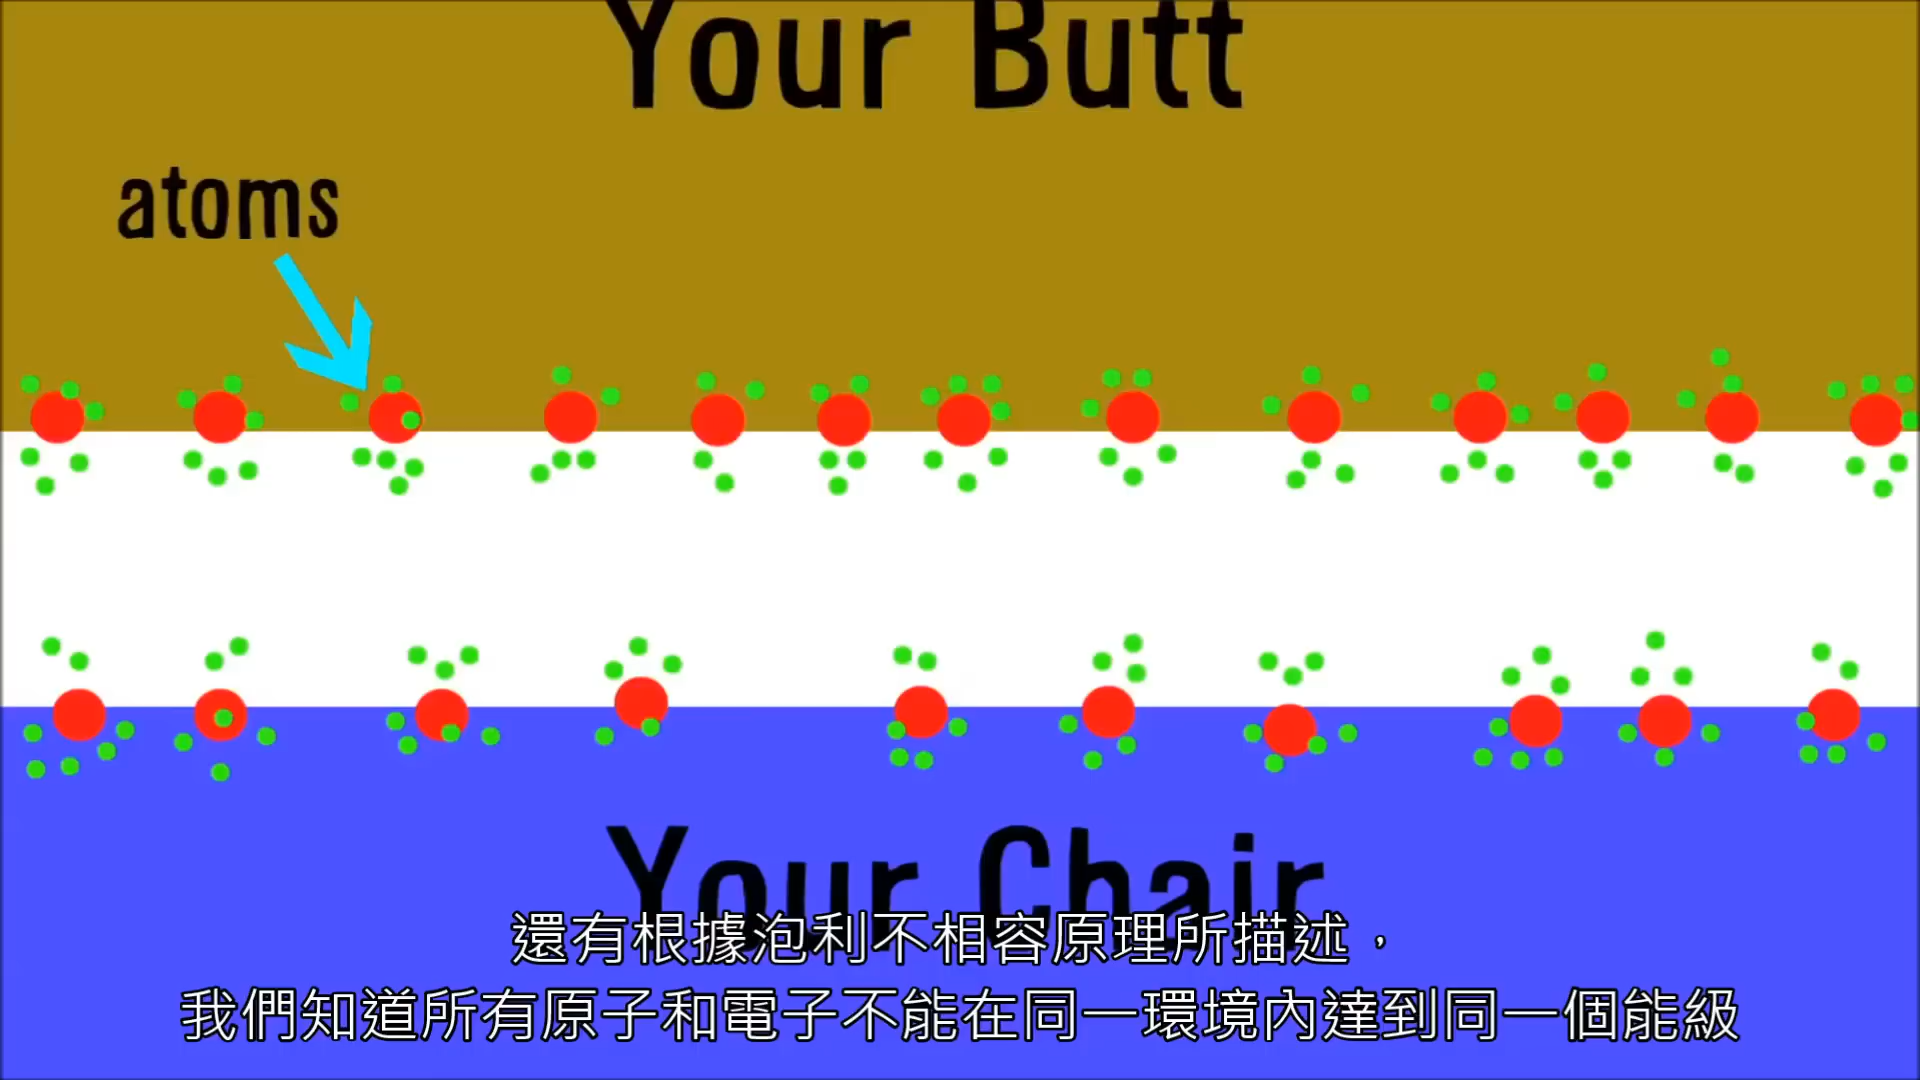 Your Butt
atoms
Your Chair
還有根據泡利不相容原理所描述，
我們知道所有原子和電子不能在同一環境內達到同一個能級